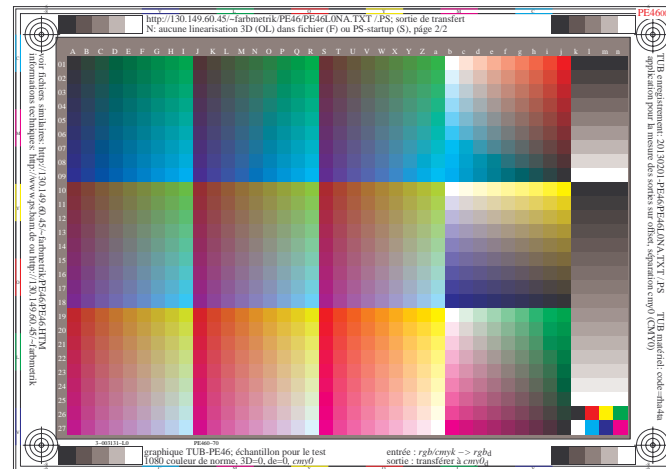 http://130.149.60.45/~farbmetrik/PE46/PE46L0NA.TXT /.PS; sortie de transfert
N: aucune linearisation 3D (OL) dans fichier (F) ou PS-startup (S), page 2/2
PE460
A B C D E F G H I J K L M N O P Q R S T U V W X Y Z a b c d e f g h i j k l m n
01
02
03
04
05
06
07
08
09
10
11
12
13
14
15
16
17
18
19
20
21
22
23
24
25
26
27
voir fichiers similaires: http://130.149.60.45/~farbmetrik/PE46/PE46.HTM
informations techniques: http://www.ps.bam.de ou http://130.149.60.45/~farbmetrik
TUB enregistrement: 20130201-PE46/PE46L0NA.TXT /.PS
application pour la mesure des sorties sur offset, séparation cmy0 (CMY0)
TUB matériel: code=rha4ta
3-003131-L0
PE460-70
graphique TUB-PE46; échantillon pour le test
1080 couleur de norme, 3D=0, de=0, cmy0
entrée : rgb/cmyk -> rgbd
sortie : transférer à cmy0d